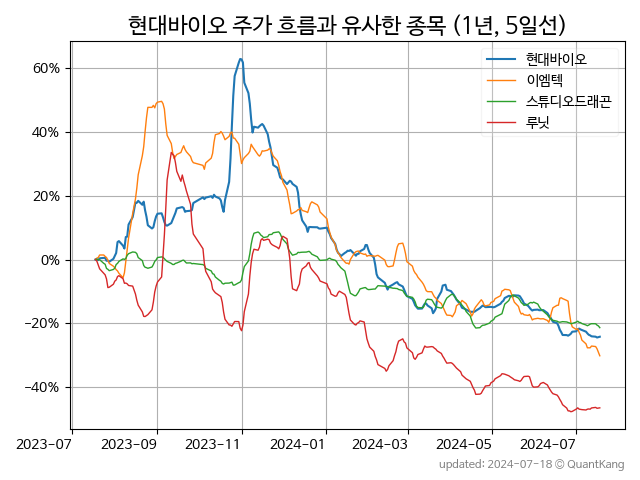 현대바이오 주가 흐름과 유사한 종목 (1년, 5일선)
현대바이오
이엠텍
스튜디오드래곤
루닛
60%
40%
20%
0%
−20%
−40%
2023-07
2023-09
2023-11
2024-01
2024-03
2024-05
2024-07
updated: 2024-07-18 © QuantKang